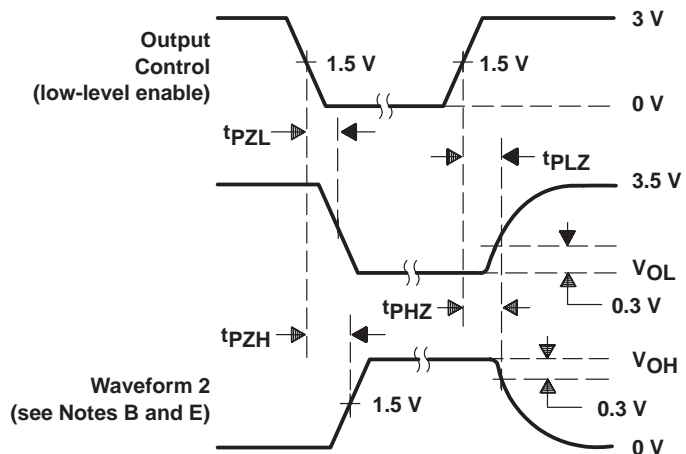 3 V
Output
Control
(low-level enable)
1.5 V
1.5 V
0 V
tPZL
tPLZ
3.5 V
VOL
0.3 V
tPHZ
tPZH
VOH
Waveform 2
(see Notes B and E)
1.5 V
0.3 V
0 V